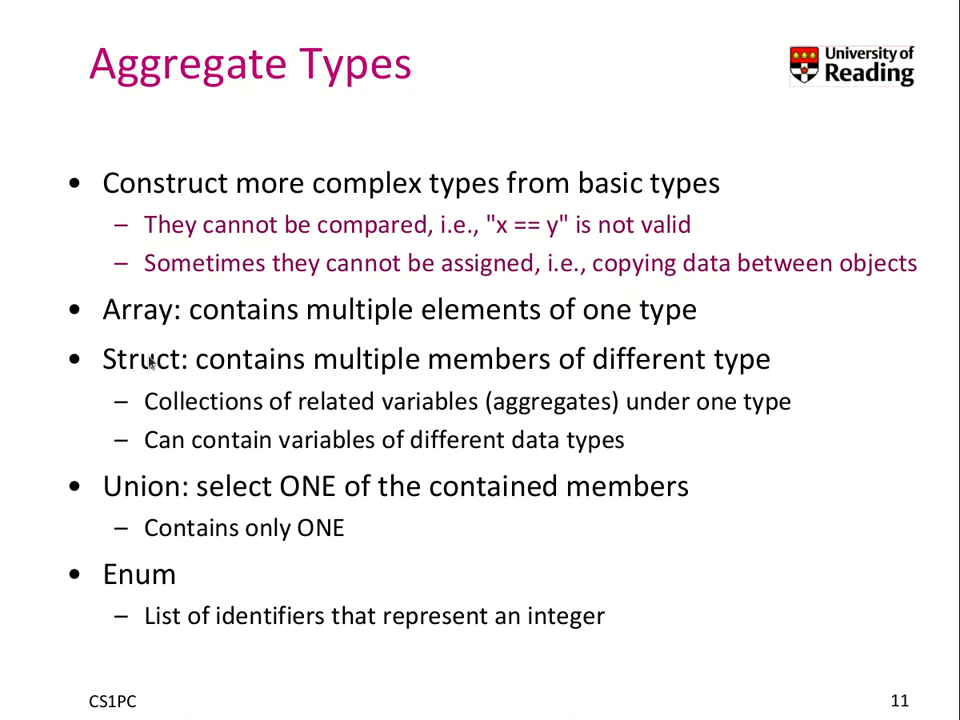 Aggregate Types
University of
Reading
• Construct more complex types from basic types
– They cannot be compared, i.e., "x == y" is not valid
– Sometimes they cannot be assigned, i.e., copying data between objects
• Array: contains multiple elements of one type
• Struct: contains multiple members of different type
– Collections of related variables (aggregates) under one type
– Can contain variables of different data types
• Union: select ONE of the contained members
– Contains only ONE
• Enum
– List of identifiers that represent an integer
CS1PC
11